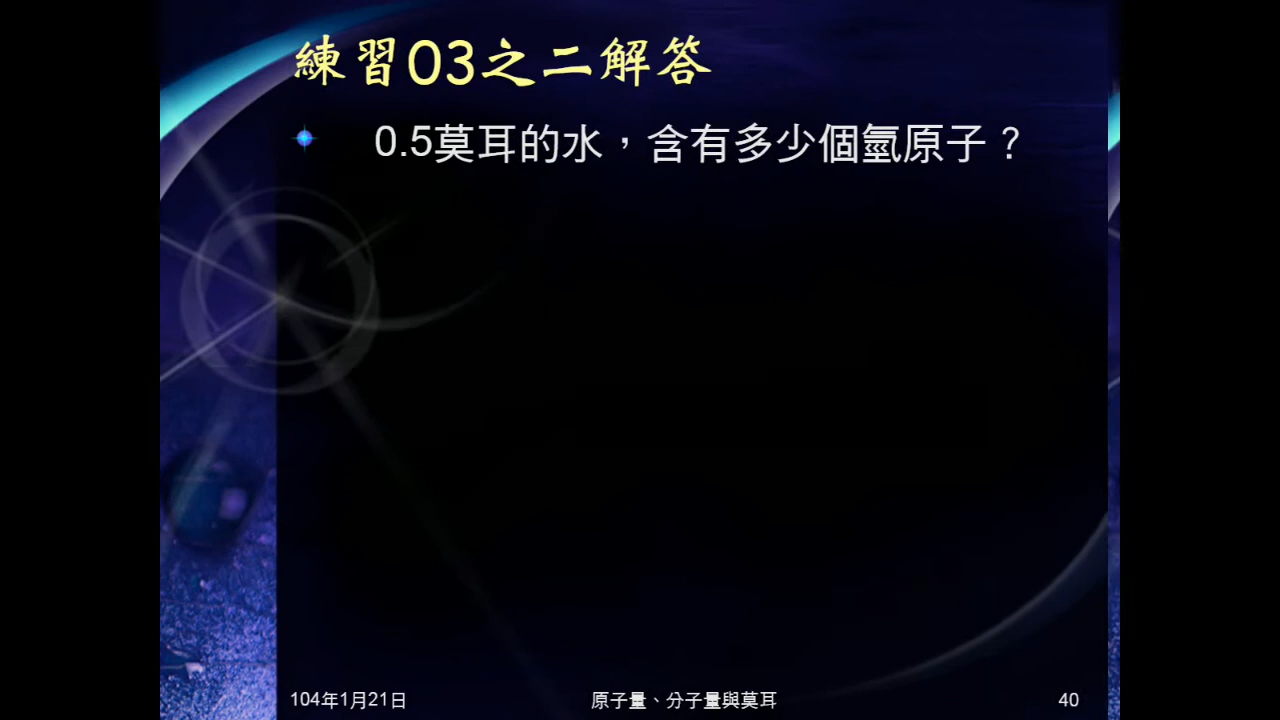 練習03之二解答
0.5莫耳的水，含有多少個氫原子？
104年1月21日
原子量、分子量與莫耳
40